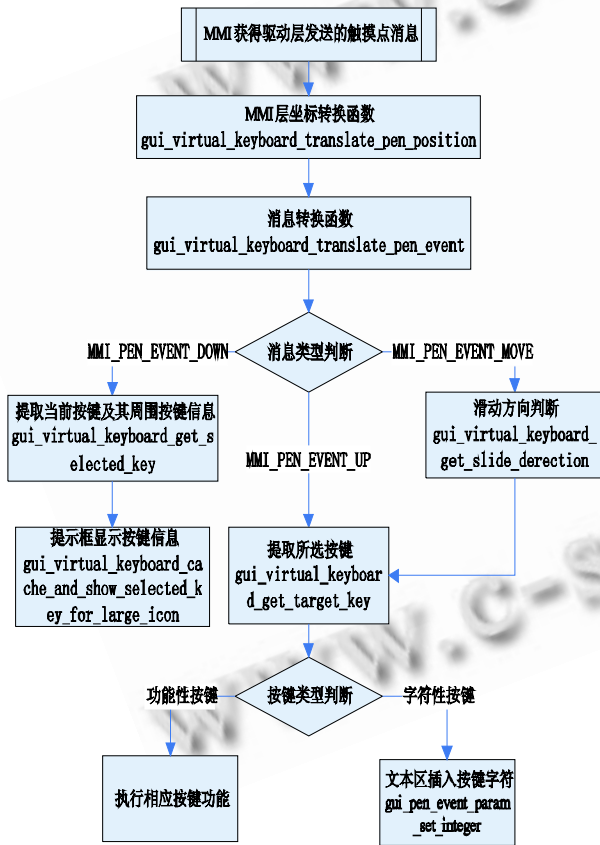 MMI获得驱动层发送的触摸点消息
MMI层坐标转换函数
gui_virtual_keyboard_translate_pen_position
消息转换函数
gui_virtual_keyboard_translate_pen_event
消息类型判断
MMI_PEN_EVENT_DOWN
MMI_PEN_EVENT_MOVE
提取当前按键及其周围按键信息
gui_virtual_keyboard_get_s
elected_key
滑动方向判断
gui_virtual_keyboard_
get_slide_derection
MMI_PEN_EVENT_UP
提示框显示按键信息
gui_virtual_keyboard_ca
che_and_show_selected_k
ey_for_large_icon
提取所选按键
gui_virtual_keyboar
d_get_target_key
按键类型判断
功能性按键
字符性按键
执行相应按键功能
文本区插入按键字符
gui_pen_event_param
_set_integer
www.c-s